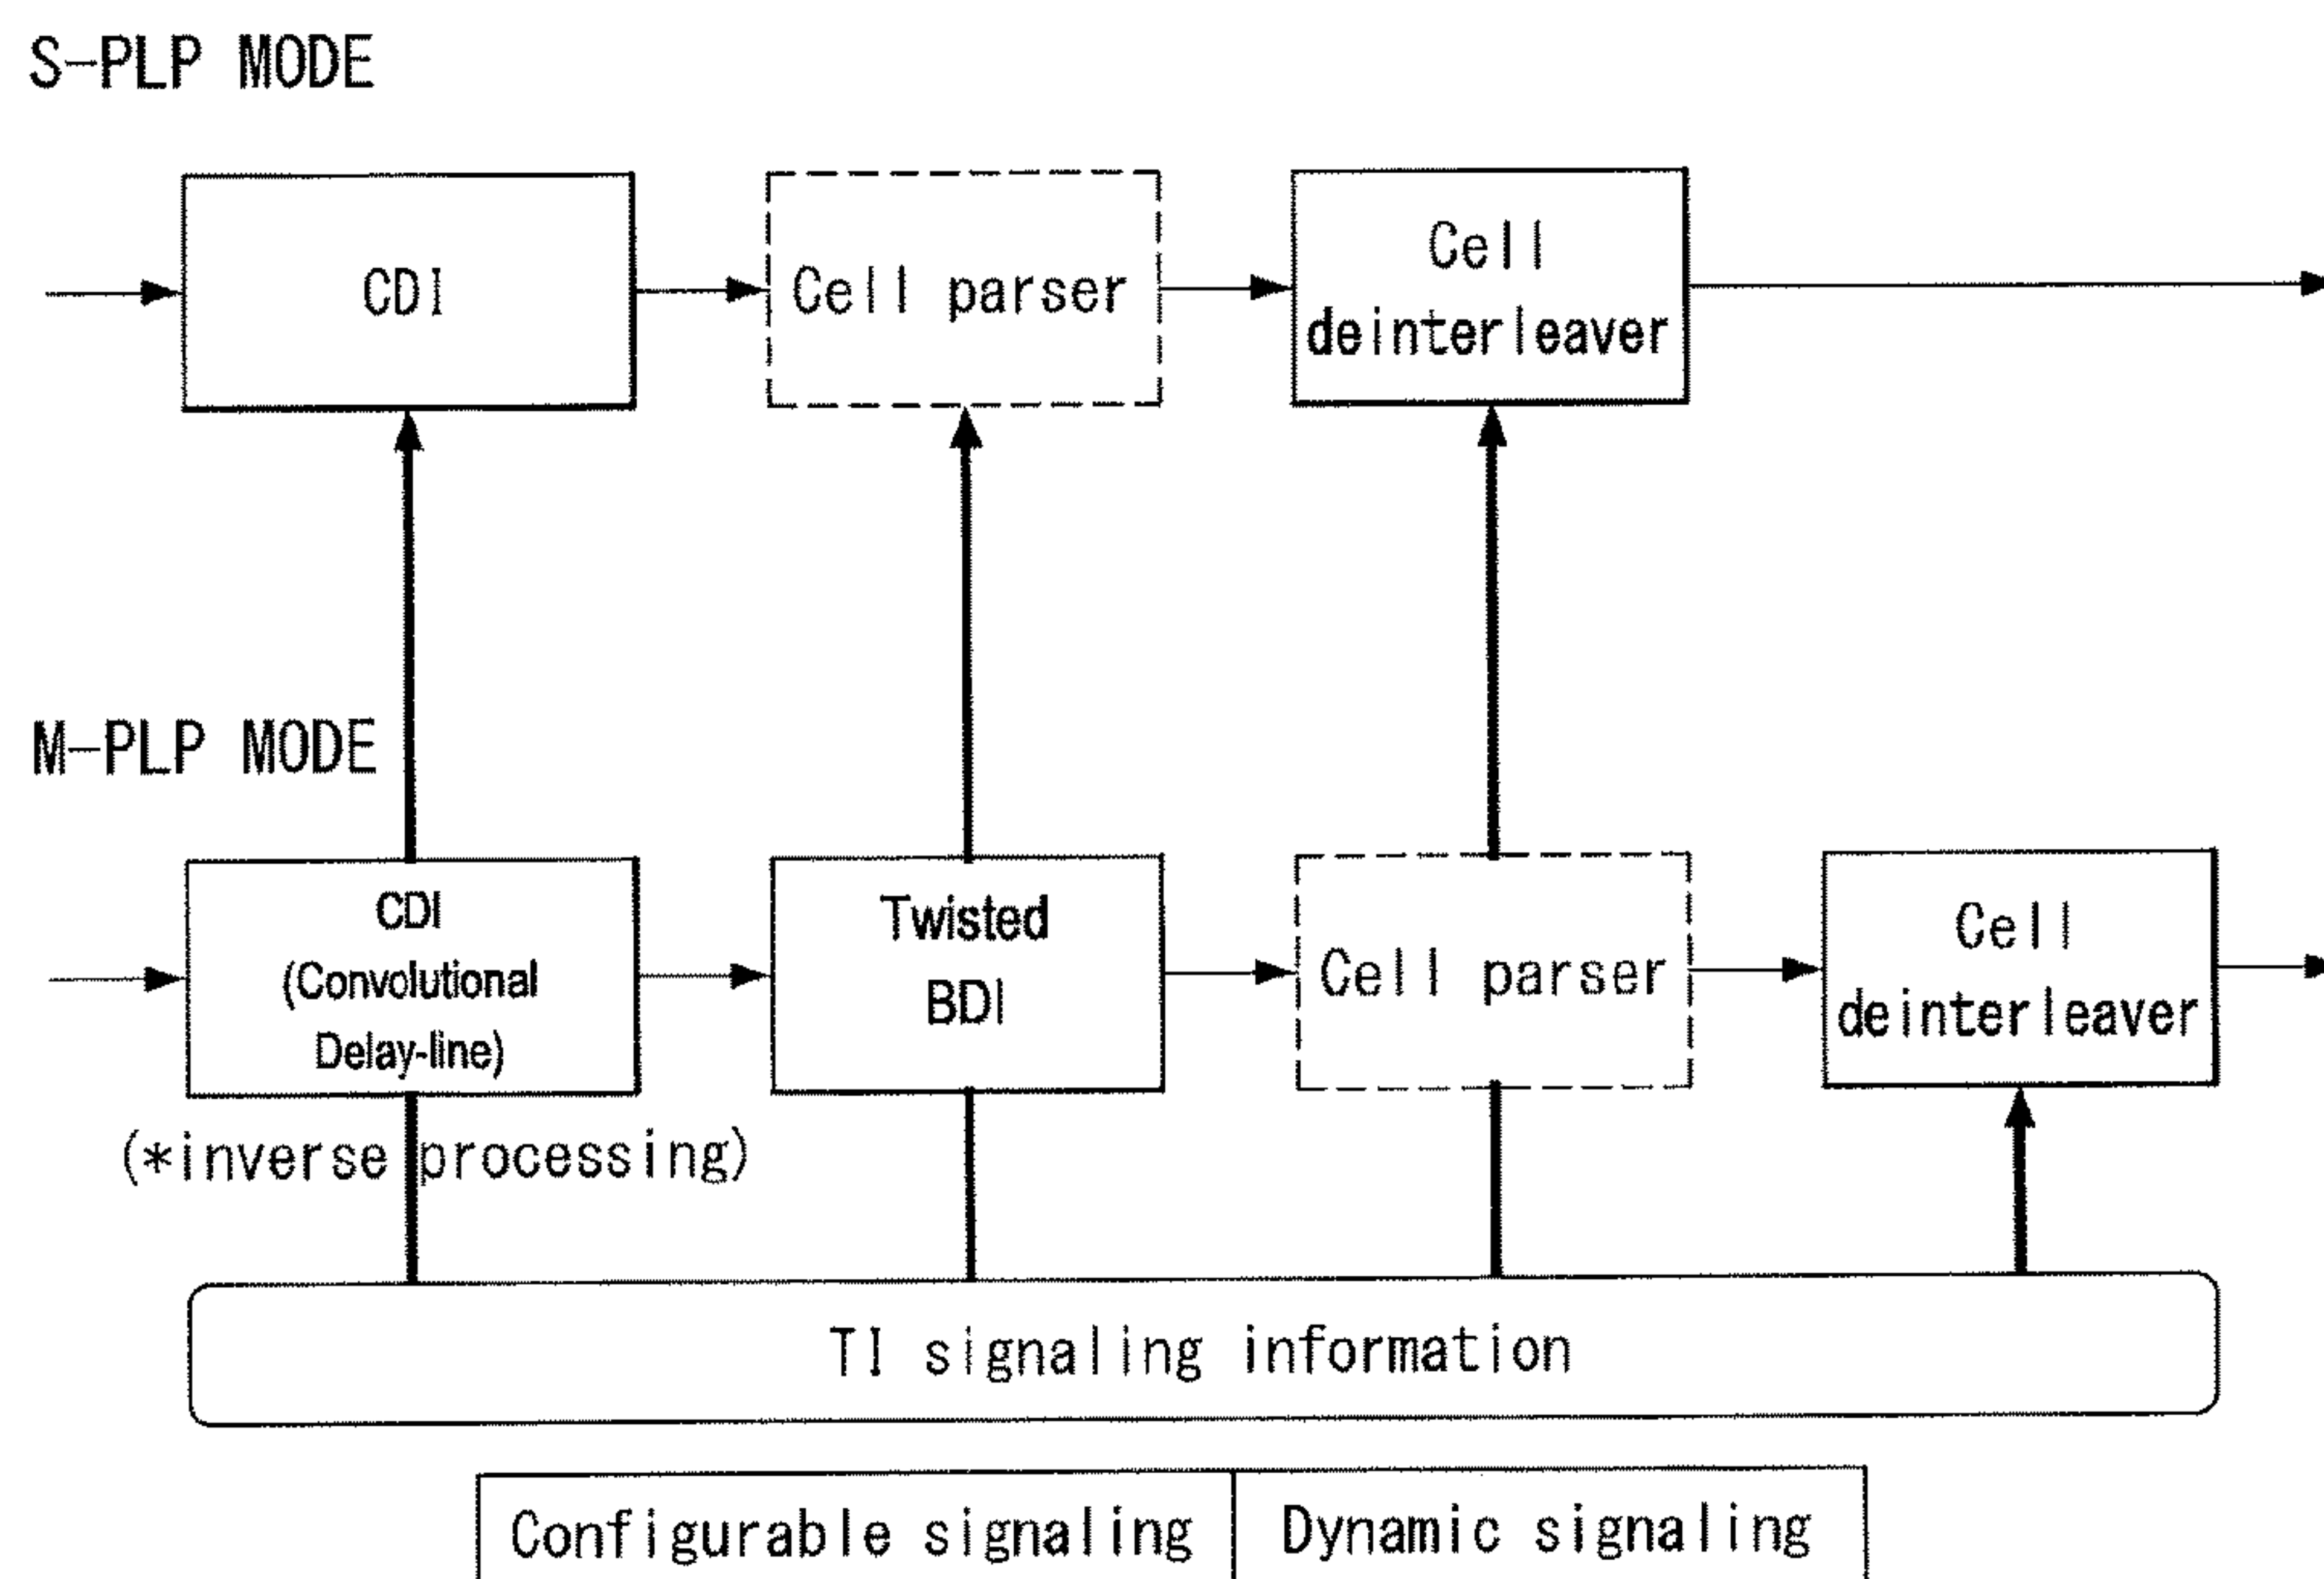 S-PLP MODE
CDI
Cell parser
Cell
deinterleaver
M-PLP MODE
CDI
(Convolutional
Delay-line)
Twisted
BDI
Cell parser
Cell
deinterleaver
(*inverse processing)
TI signaling information
Configurable signaling
Dynamic signaling